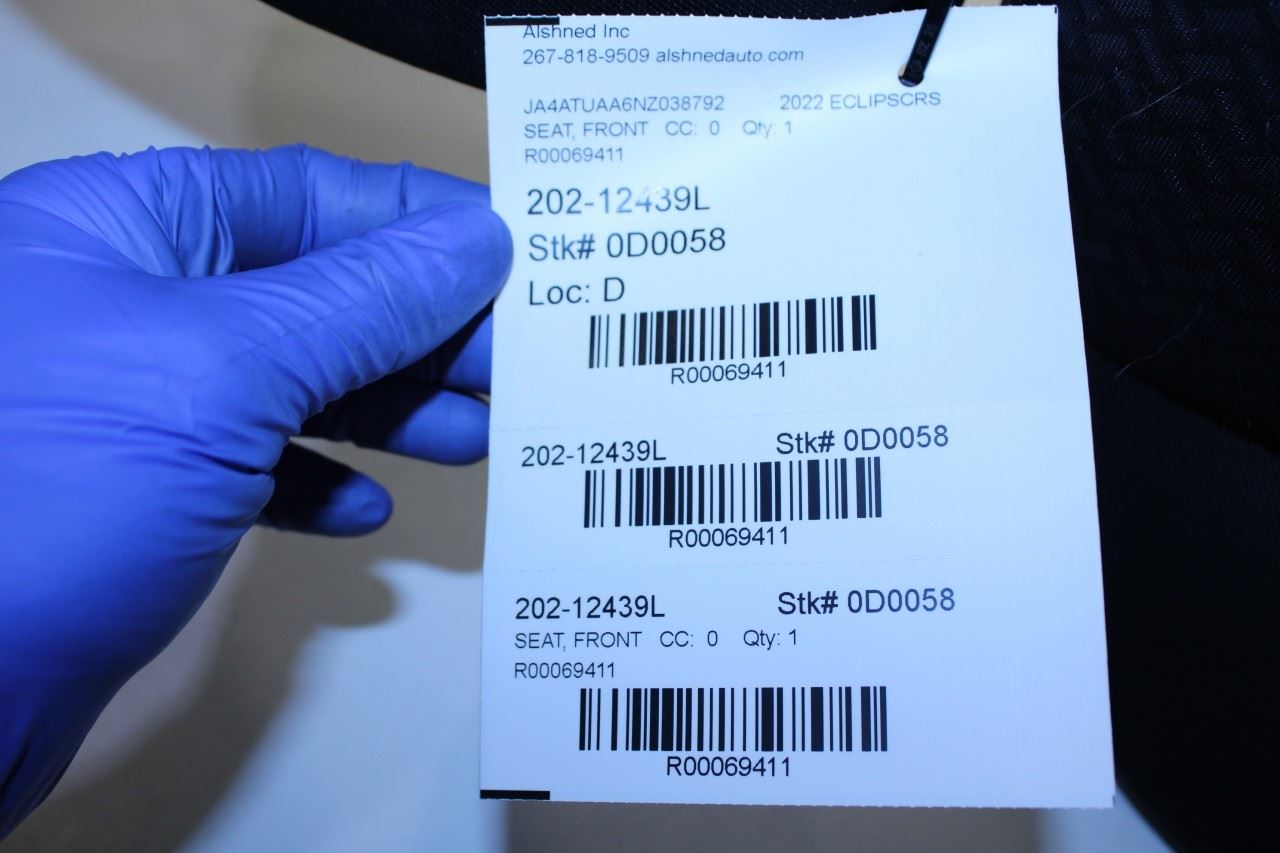 Alshned Inc
267-818-9509 alshnedauto.com
JA4ATUAA6NZ038792 2022 ECLIPSCRS
SEAT, FRONT CC: 0 Qty: 1
R00069411
202-12439L
Stk# 0D0058
Loc: D
R00069411
202-12439L Stk# 0D0058
R00069411
202-12439L Stk# 0D0058
SEAT, FRONT CC: 0 Qty: 1
R00069411
R00069411